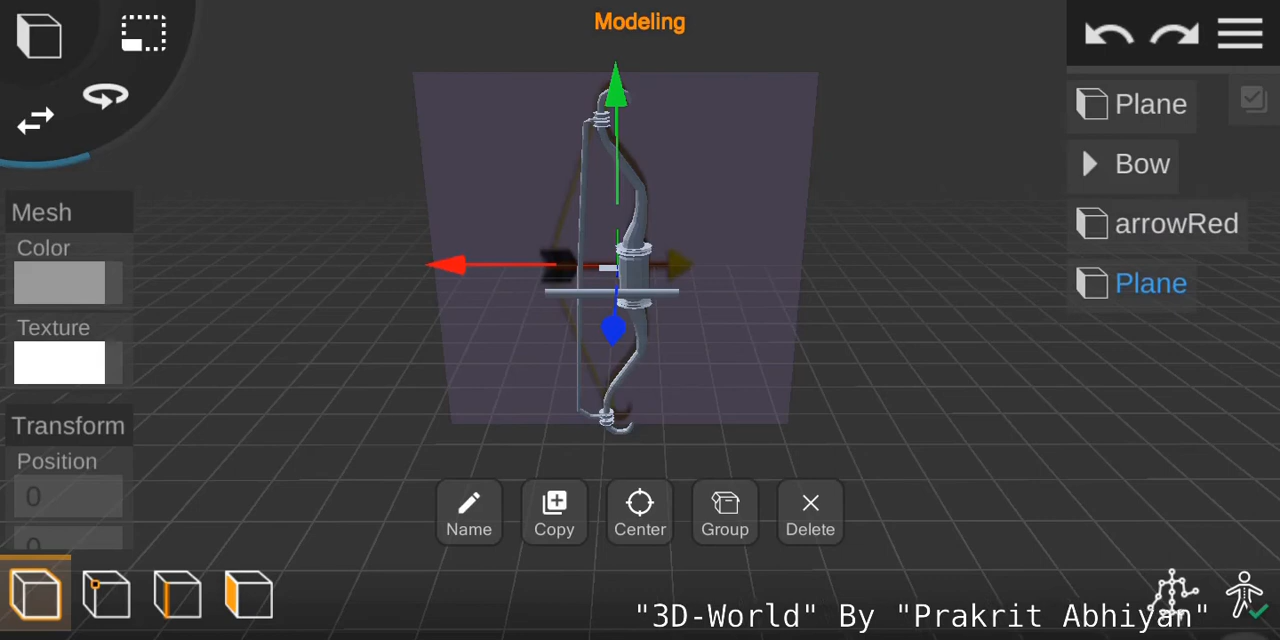 Modeling
Plane
Bow
arrowRed
Plane
Mesh
Color
Texture
Transform
Position
0
0
Name
Copy
Center
Group
Delete
"3D-World" By "Prakrit Abhiyan"